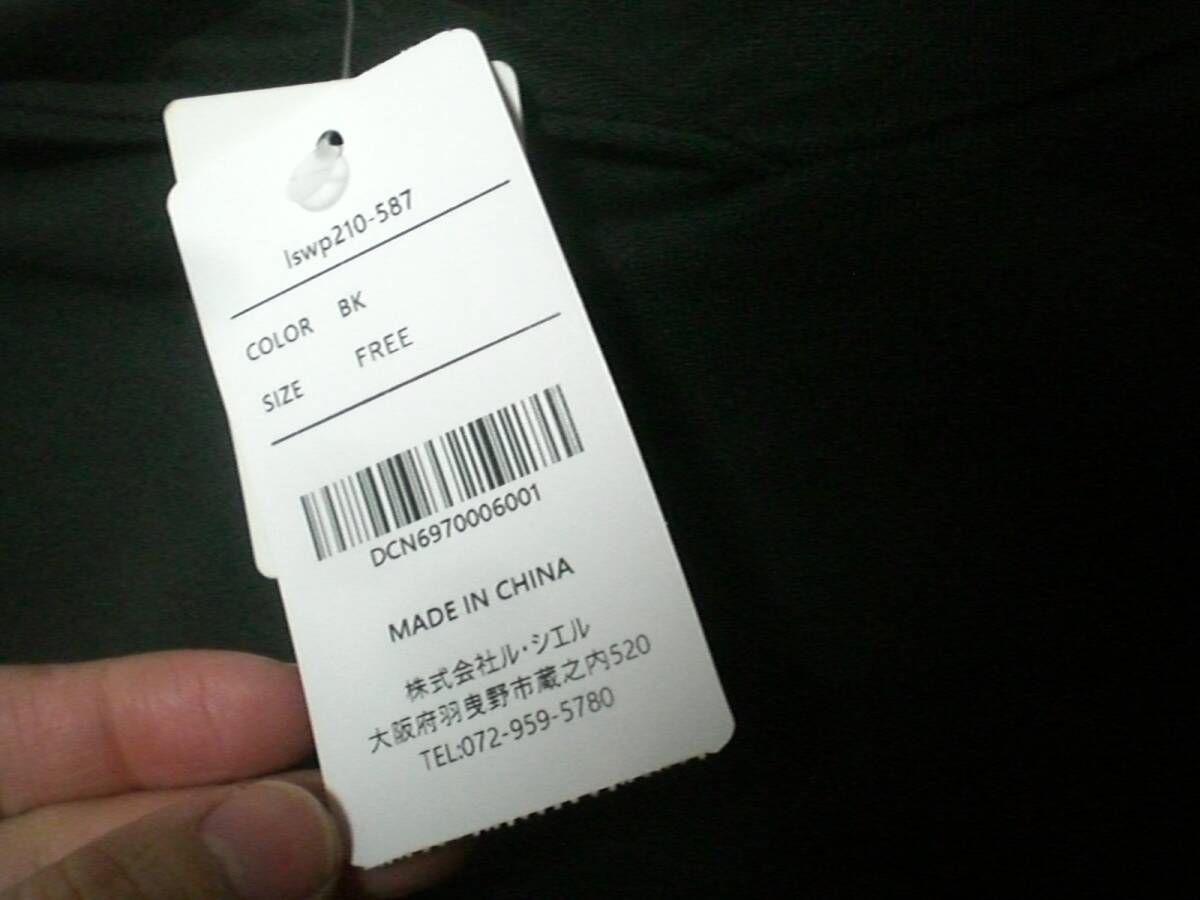 lswp210-587
COLOR BK
SIZE FREE
DCN6970006001
MADE IN CHINA
株式会社ル・シエル
大阪府羽曳野市蔵之内520
TEL:072-959-5780